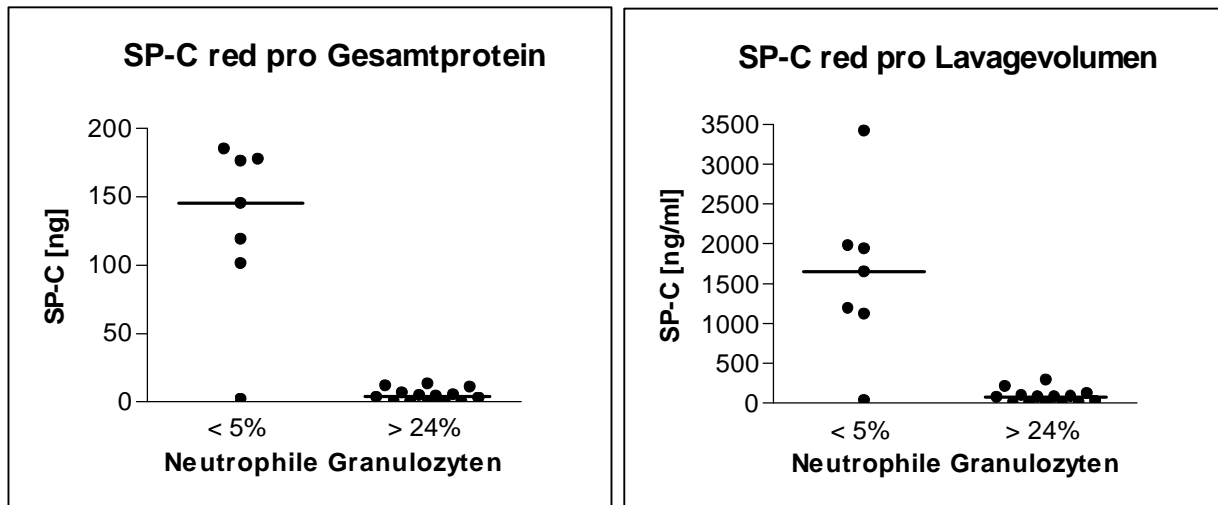 SP-C red pro Gesamtprotein
SP-C [ng]
200
150
100
50
0
< 5%
> 24%
Neutrophile Granulozyten
SP-C red pro Lavagevolumen
SP-C [ng/ml]
3500
3000
2500
2000
1500
1000
500
0
< 5%
> 24%
Neutrophile Granulozyten